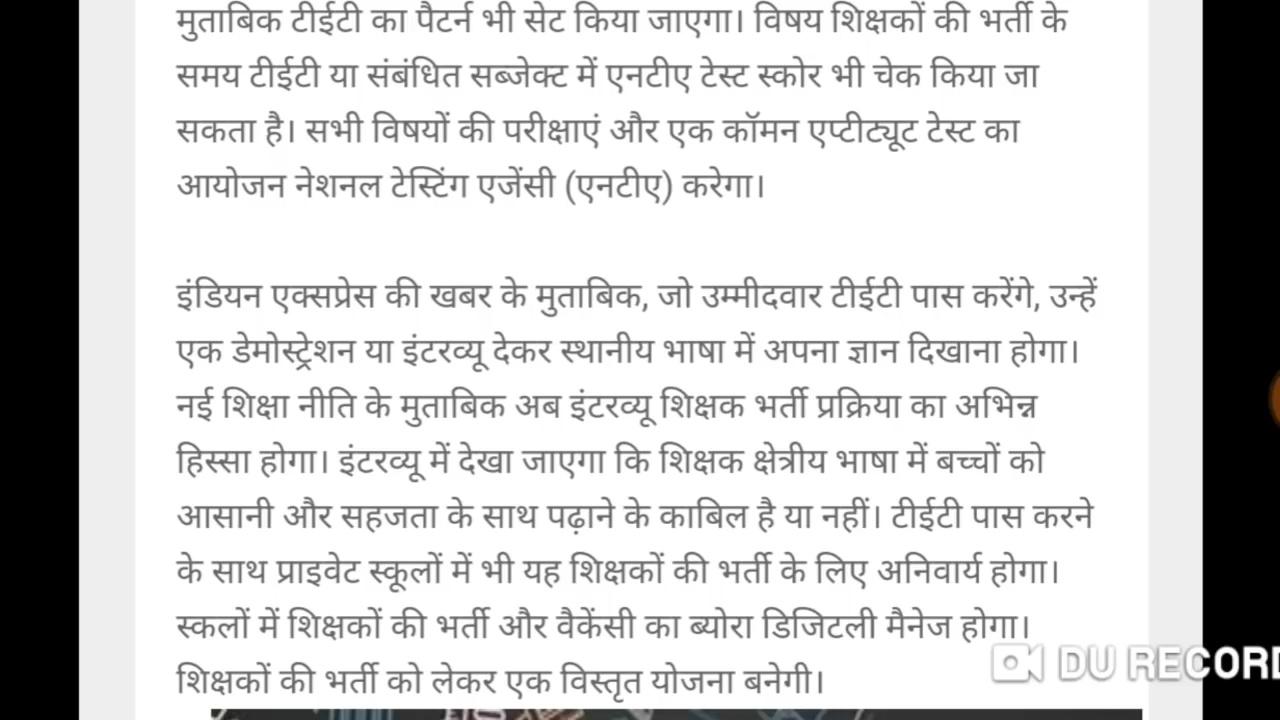 मुताबिक टीईटी का पैटर्न भी सेट किया जाएगा। विषय शिक्षकों की भर्ती के
समय टीईटी या संबंधित सब्जेक्ट में एनटीए टेस्ट स्कोर भी चेक किया जा
सकता है। सभी विषयों की परीक्षाएं और एक कॉमन एप्टीट्यूट टेस्ट का
आयोजन नेशनल टेस्टिंग एजेंसी (एनटीए) करेगा।
इंडियन एक्सप्रेस की खबर के मुताबिक, जो उम्मीदवार टीईटी पास करेंगे, उन्हें
एक डेमोस्ट्रेशन या इंटरव्यू देकर स्थानीय भाषा में अपना ज्ञान दिखाना होगा।
नई शिक्षा नीति के मुताबिक अब इंटरव्यू शिक्षक भर्ती प्रक्रिया का अभिन्न
हिस्सा होगा। इंटरव्यू में देखा जाएगा कि शिक्षक क्षेत्रीय भाषा में बच्चों को
आसानी और सहजता के साथ पढ़ाने के काबिल है या नहीं। टीईटी पास करने
के साथ प्राइवेट स्कूलों में भी यह शिक्षकों की भर्ती के लिए अनिवार्य होगा।
स्कलों में शिक्षकों की भर्ती और वैकेंसी का ब्योरा डिजिटली मैनेज होगा।
शिक्षकों की भर्ती को लेकर एक विस्तृत योजना बनेगी।
DU RECORD